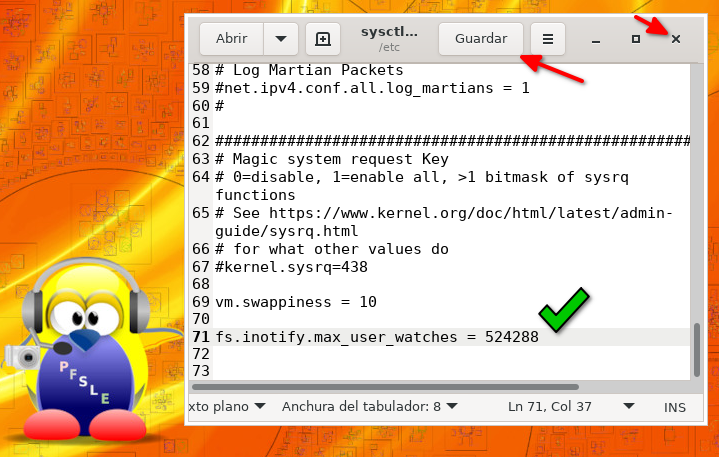 Abrir
sysctl...
/etc
Guardar
58 # Log Martian Packets
59 #net.ipv4.conf.all.log_martians = 1
60 #
61
62 #####################################################
63 # Magic system request Key
64 # 0=disable, 1=enable all, >1 bitmask of sysrq
functions
65 # See https://www.kernel.org/doc/html/latest/admin-
guide/sysrq.html
66 # for what other values do
67 #kernel.sysrq=438
68
69 vm.swappiness = 10
70
71 fs.inotify.max_user_watches = 524288
72
73
xto plano
Anchura del tabulador: 8
Ln 71, Col 37
INS
PFSLE